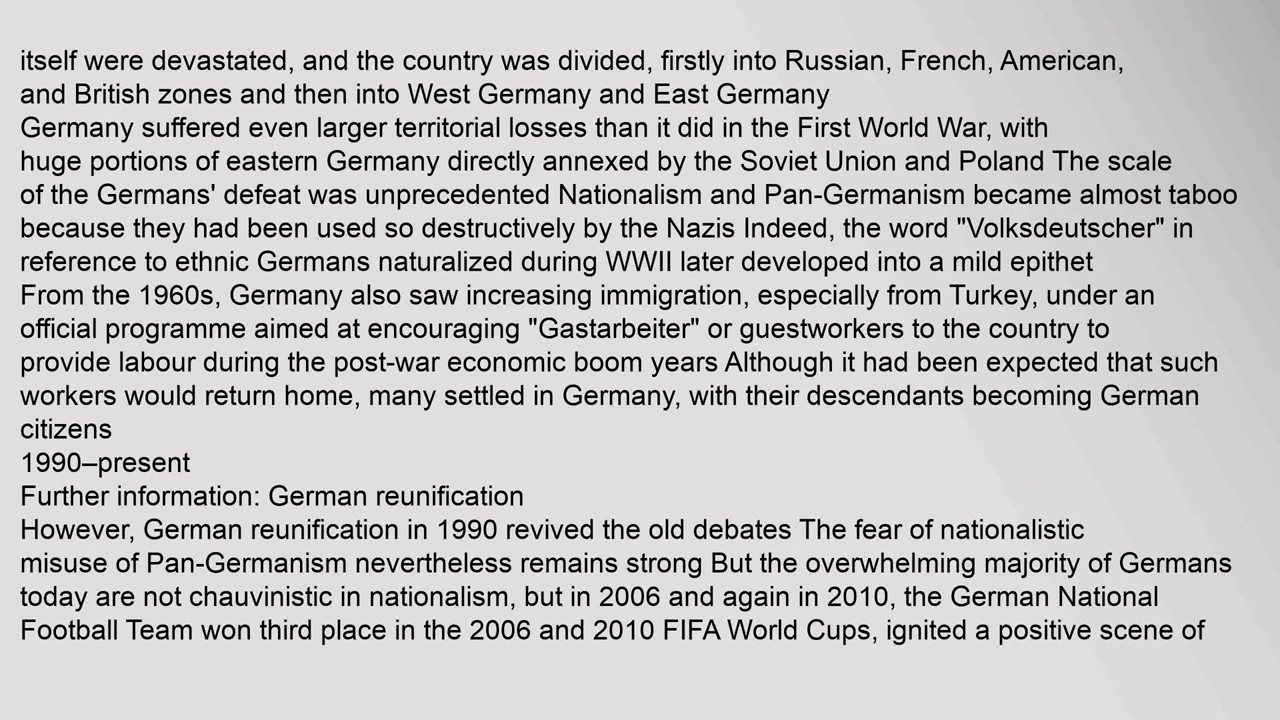 itself were devastated, and the country was divided, firstly into Russian, French, American,
and British zones and then into West Germany and East Germany
Germany suffered even larger territorial losses than it did in the First World War, with
huge portions of eastern Germany directly annexed by the Soviet Union and Poland The scale
of the Germans' defeat was unprecedented Nationalism and Pan-Germanism became almost taboo
because they had been used so destructively by the Nazis Indeed, the word "Volksdeutscher" in
reference to ethnic Germans naturalized during WWII later developed into a mild epithet
From the 1960s, Germany also saw increasing immigration, especially from Turkey, under an
official programme aimed at encouraging "Gastarbeiter" or guestworkers to the country to
provide labour during the post-war economic boom years Although it had been expected that such
workers would return home, many settled in Germany, with their descendants becoming German
citizens
1990–present
Further information: German reunification
However, German reunification in 1990 revived the old debates The fear of nationalistic
misuse of Pan-Germanism nevertheless remains strong But the overwhelming majority of Germans
today are not chauvinistic in nationalism, but in 2006 and again in 2010, the German National
Football Team won third place in the 2006 and 2010 FIFA World Cups, ignited a positive scene of